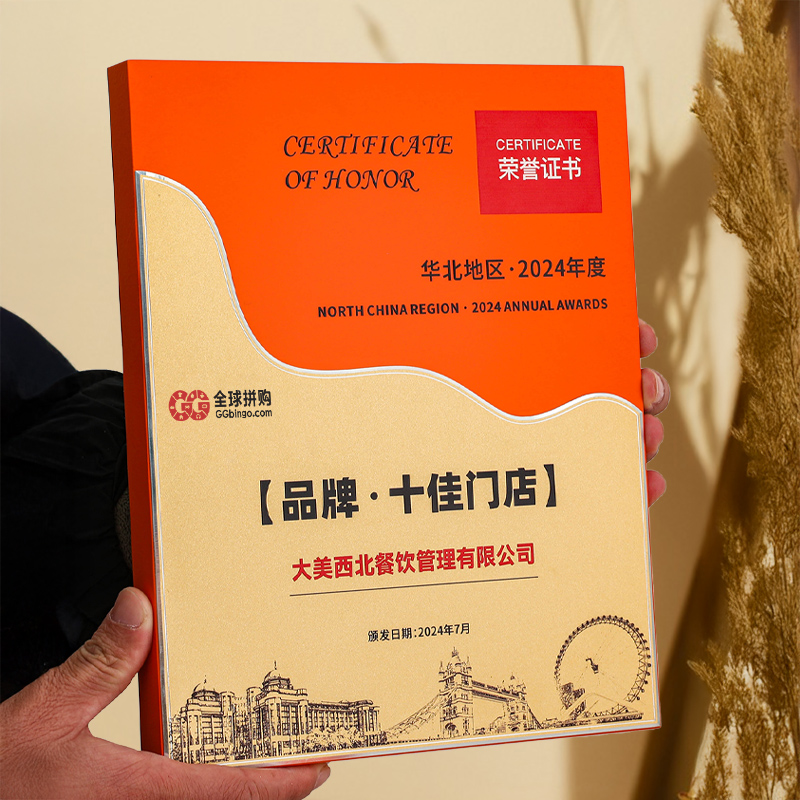 CERTIFICATE
OF HONOR
CERTIFICATE
荣誉证书
华北地区·2024年度
NORTH CHINA REGION · 2024 ANNUAL AWARDS
GG 全球拼购
GGbingo.com
【品牌·十佳门店】
大美西北餐饮管理有限公司
颁发日期:2024年7月